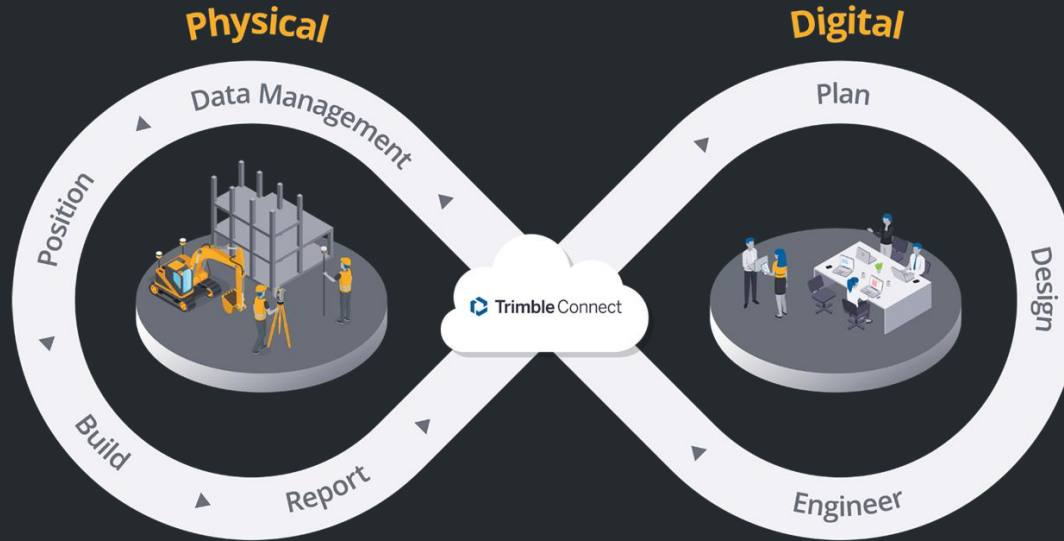 Physical
Digital
Data Management
Plan
Position
Design
Trimble Connect
Build
Report
Engineer